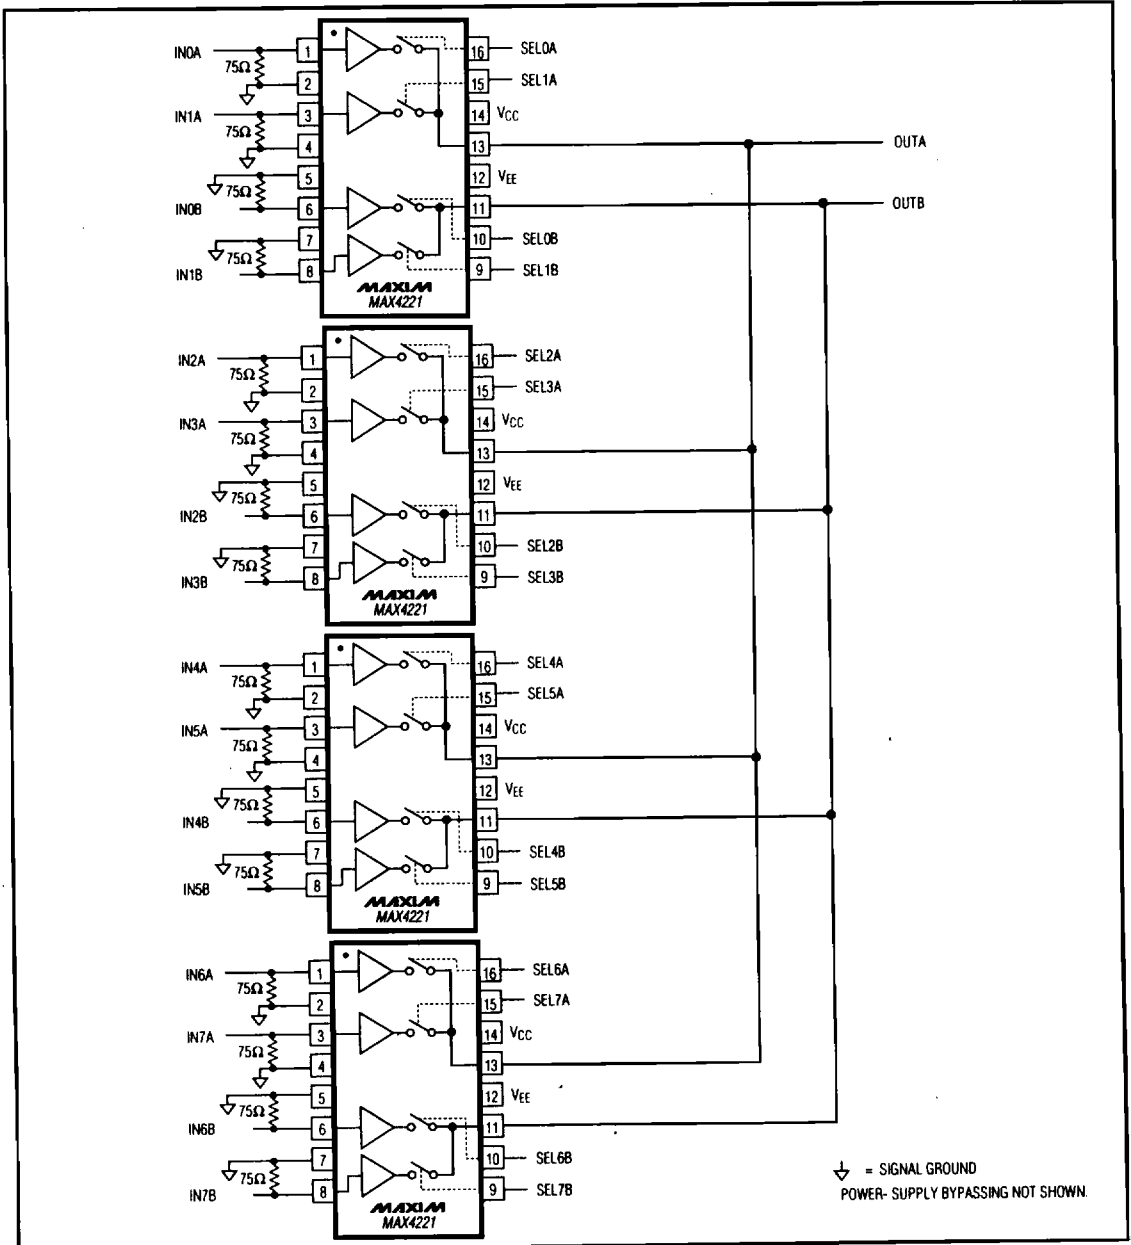 IN0A 1 16 SEL0A
75Ω
2 15 SEL1A
IN1A 3 14 VCC
75Ω
4 13 OUTA
5 12 VEE
75Ω
IN0B 6 11 OUTB
7 10 SEL0B
75Ω
IN1B 8 9 SEL1B
MAXIM
MAX4221
IN2A 1 16 SEL2A
75Ω
2 15 SEL3A
IN3A 3 14 VCC
75Ω
4 13
5 12 VEE
75Ω
IN2B 6 11
7 10 SEL2B
75Ω
IN3B 8 9 SEL3B
MAXIM
MAX4221
IN4A 1 16 SEL4A
75Ω
2 15 SEL5A
IN5A 3 14 VCC
75Ω
4 13
5 12 VEE
75Ω
IN4B 6 11
7 10 SEL4B
75Ω
IN5B 8 9 SEL5B
MAXIM
MAX4221
IN6A 1 16 SEL6A
75Ω
2 15 SEL7A
IN7A 3 14 VCC
75Ω
4 13
5 12 VEE
75Ω
IN6B 6 11
7 10 SEL6B
75Ω
IN7B 8 9 SEL7B
MAXIM
MAX4221
= SIGNAL GROUND
POWER- SUPPLY BYPASSING NOT SHOWN.